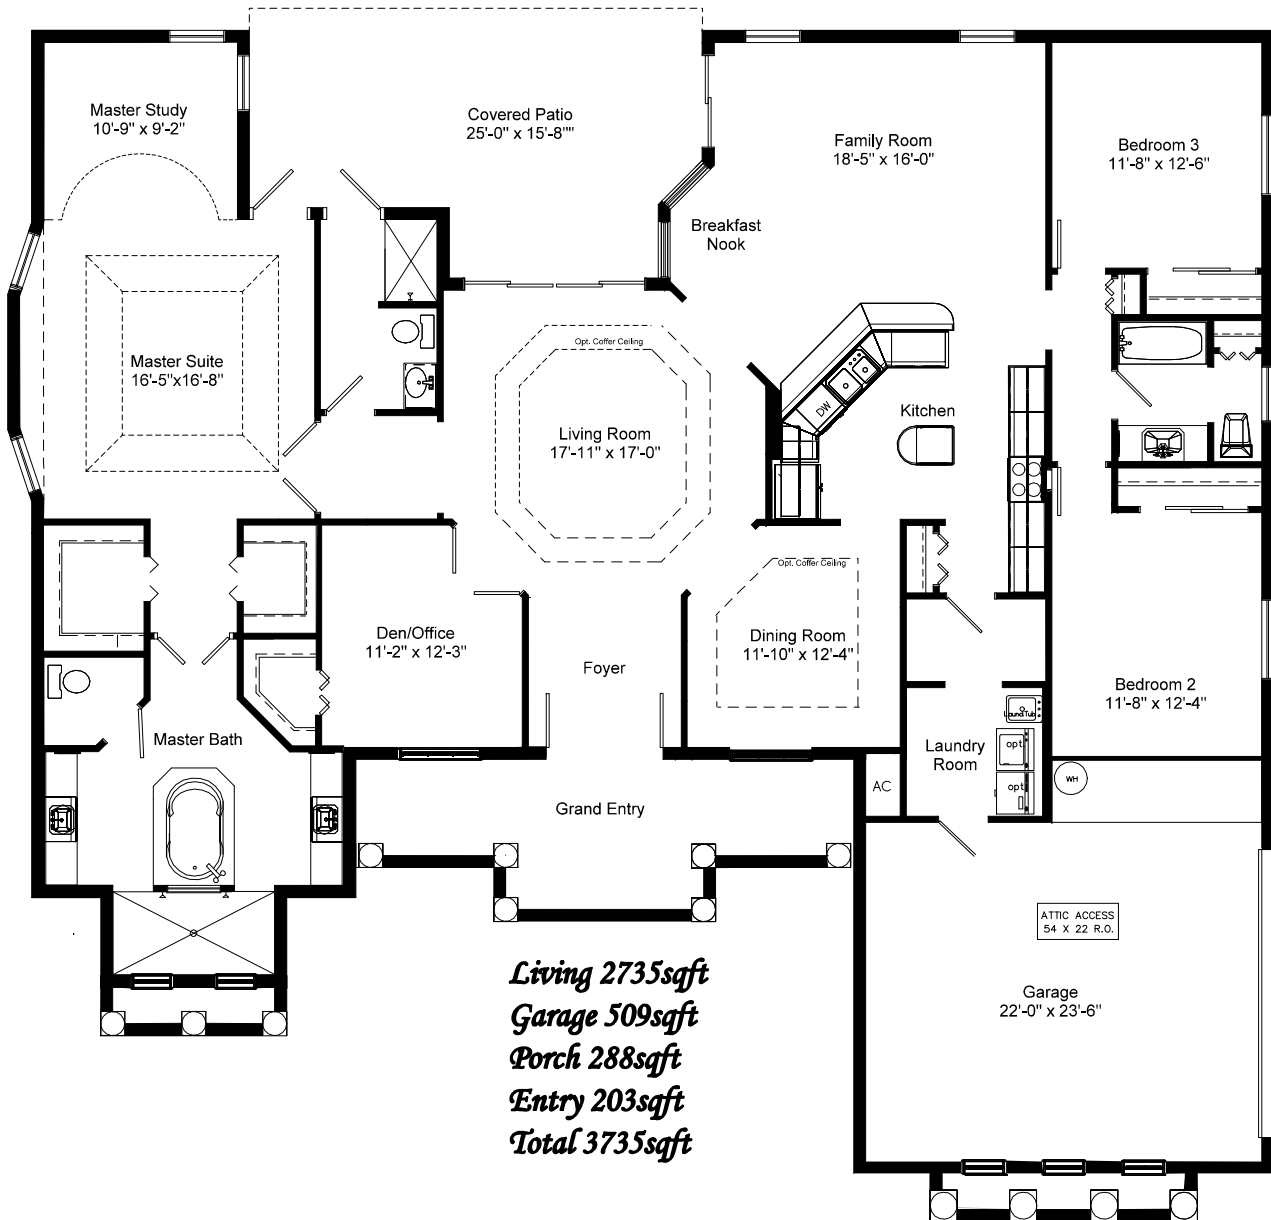 Master Study
10'-9" x 9'-2"
Covered Patio
25'-0" x 15'-8""
Family Room
18'-5" x 16'-0"
Bedroom 3
11'-8" x 12'-6"
Breakfast
Nook
Opt. Coffer Ceiling
Master Suite
16'-5"x16'-8"
Living Room
17'-11" x 17'-0"
DW
Kitchen
Opt. Coffer Ceiling
Den/Office
11'-2" x 12'-3"
Dining Room
11'-10" x 12'-4"
Foyer
Bedroom 2
11'-8" x 12'-4"
Master Bath
LaundTub
Laundry
Room
opt
opt
AC
WH
Grand Entry
ATTIC ACCESS
54 X 22 R.O.
Garage
22'-0" x 23'-6"
Living 2735sqft
Garage 509sqft
Porch 288sqft
Entry 203sqft
Total 3735sqft